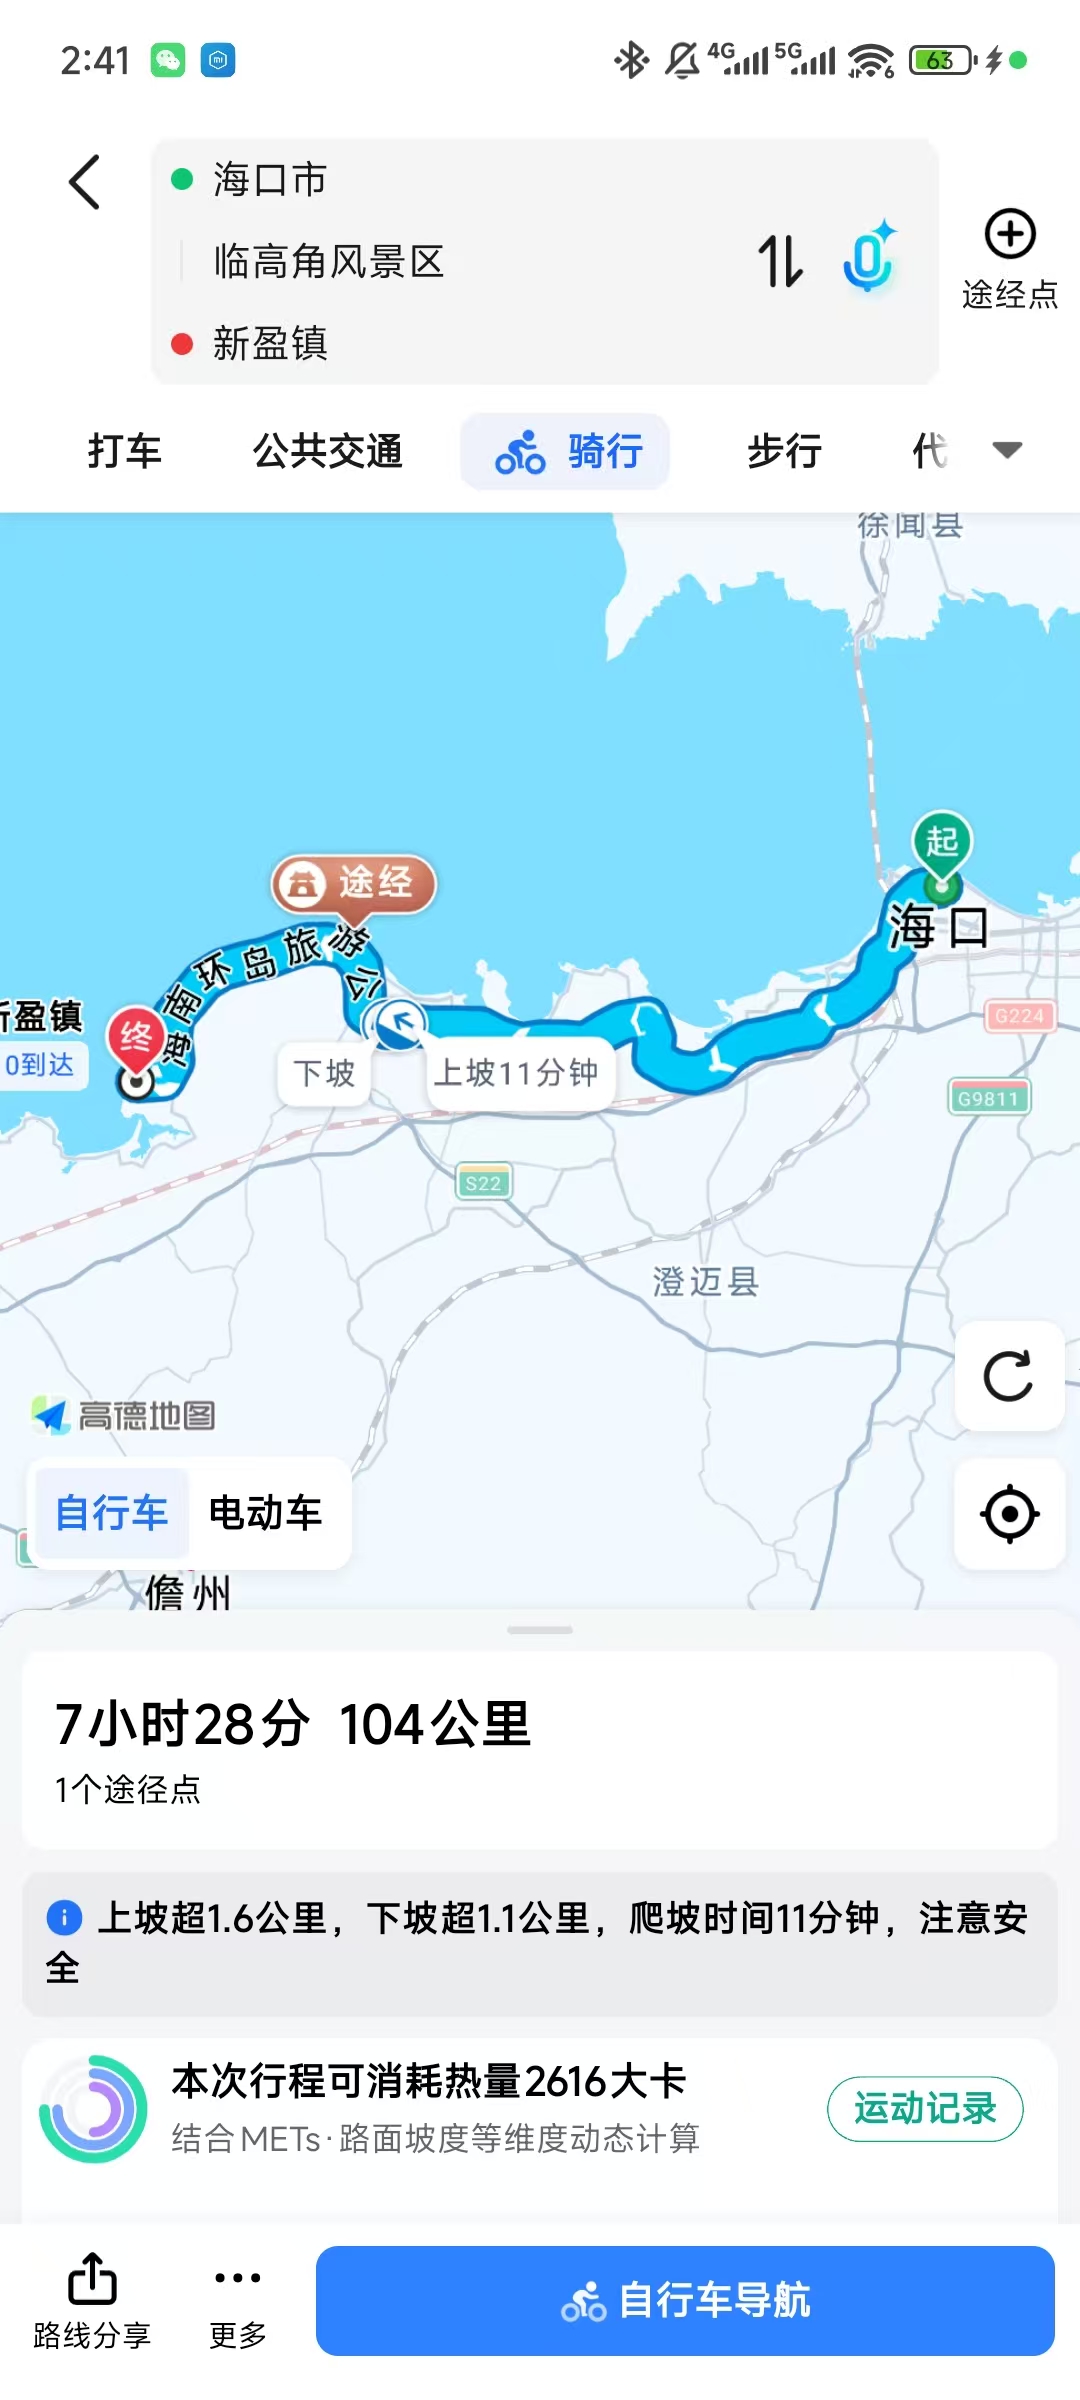 2:41
4G 5G 6 63
海口市
临高角风景区
新盈镇
途经点
打车 公共交通 骑行 步行 代
徐闻县
起
海口
途经
海南环岛旅游公
新盈镇
终
0到达
下坡
上坡11分钟
G224
G9811
S22
澄迈县
高德地图
自行车 电动车
儋州
7小时28分 104公里
1个途径点
上坡超1.6公里，下坡超1.1公里，爬坡时间11分钟，注意安
全
本次行程可消耗热量2616大卡
结合METs·路面坡度等维度动态计算
运动记录
路线分享
更多
自行车导航